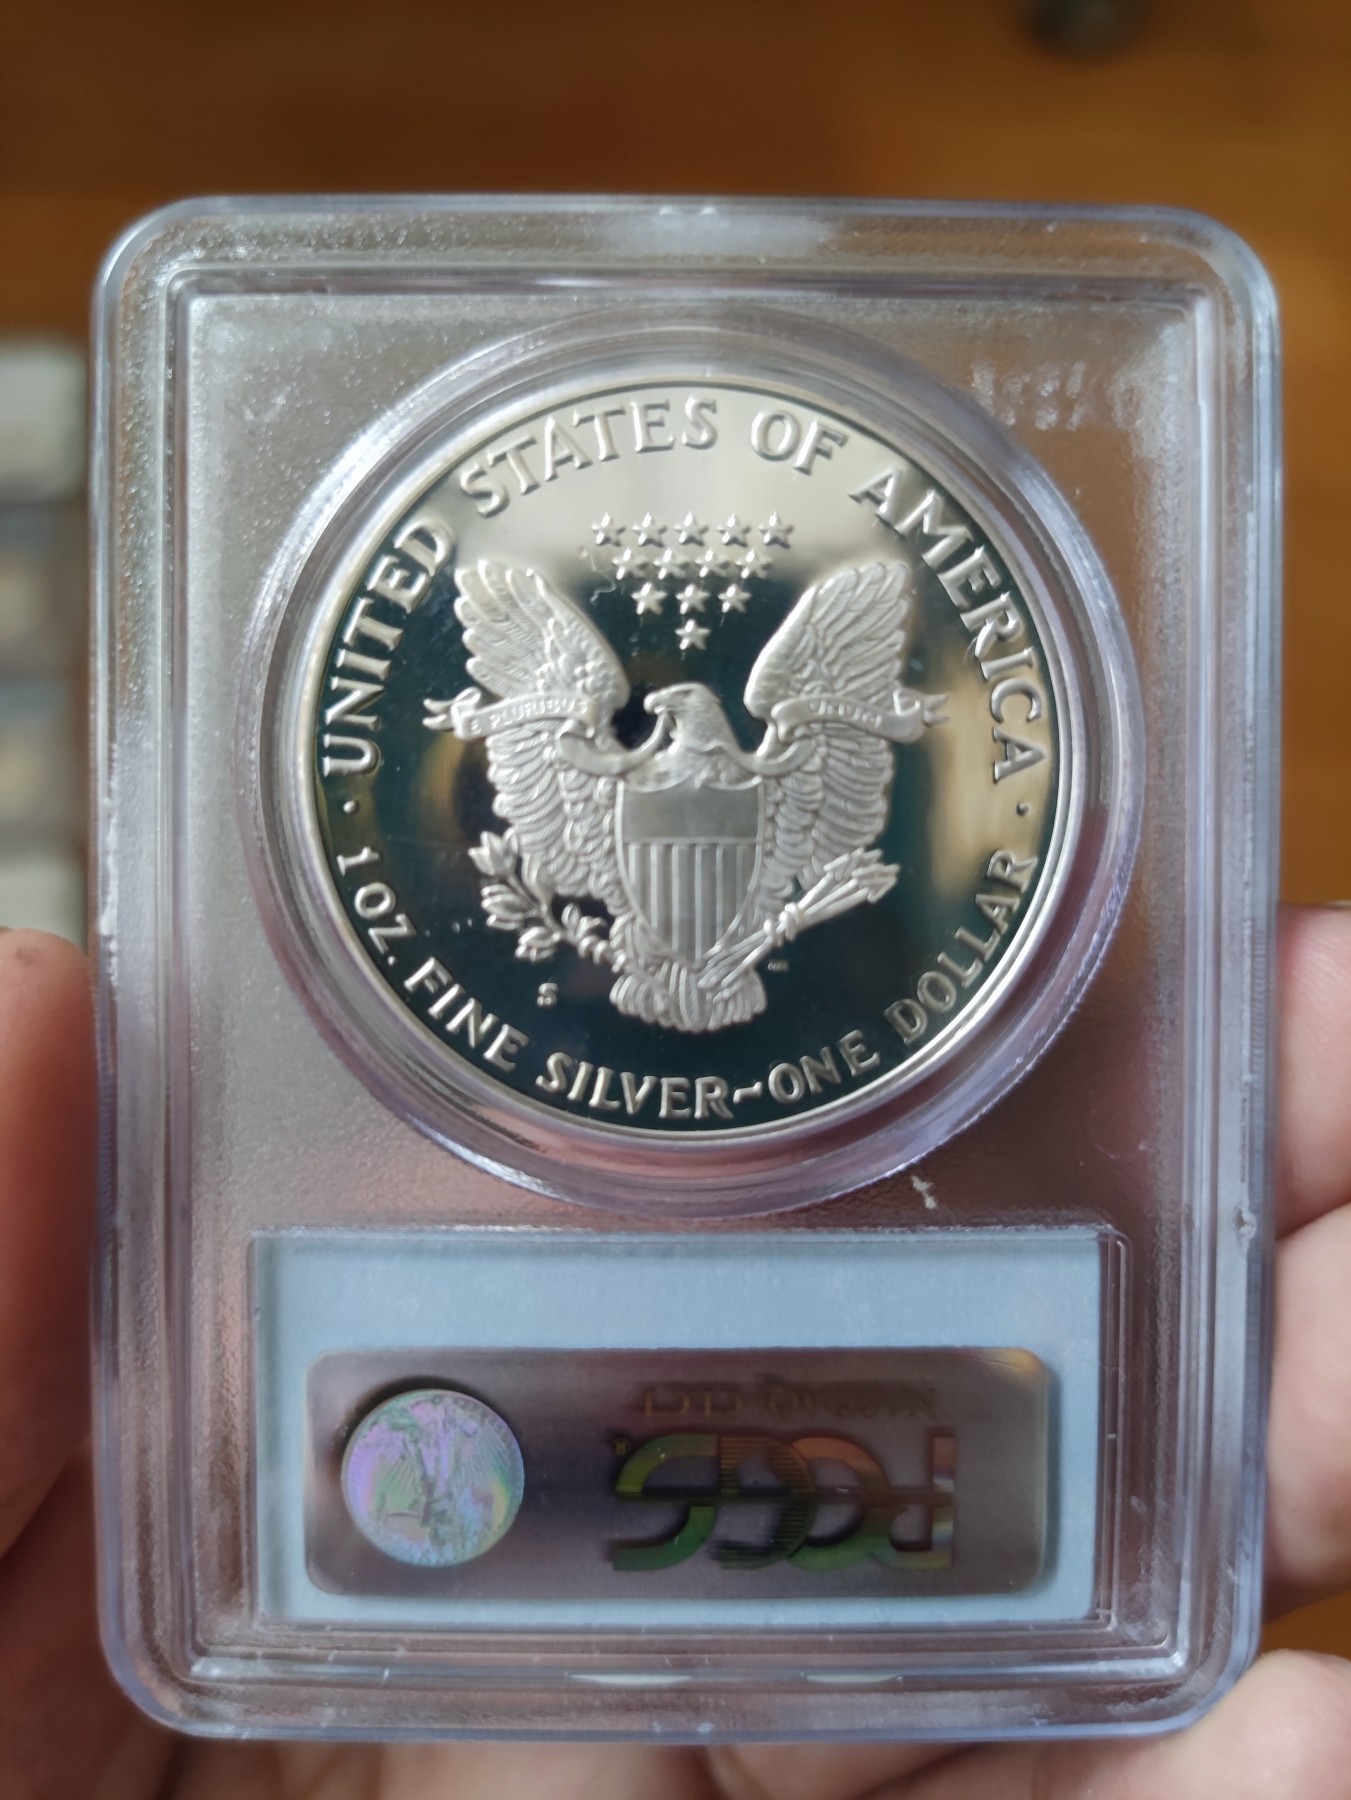 · UNITED STATES OF AMERICA ·
E PLURIBUS UNUM
S
1 OZ. FINE SILVER~ONE DOLLAR
PCGS
®